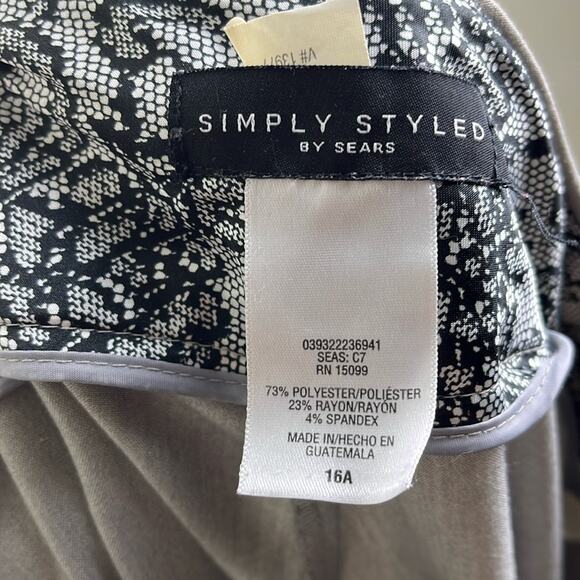 V# 1397
SIMPLY STYLED
BY SEARS
039322236941
SEAS: C7
RN 15099
73% POLYESTER/POLIÉSTER
23% RAYON/RAYÓN
4% SPANDEX
MADE IN/HECHO EN
GUATEMALA
16A